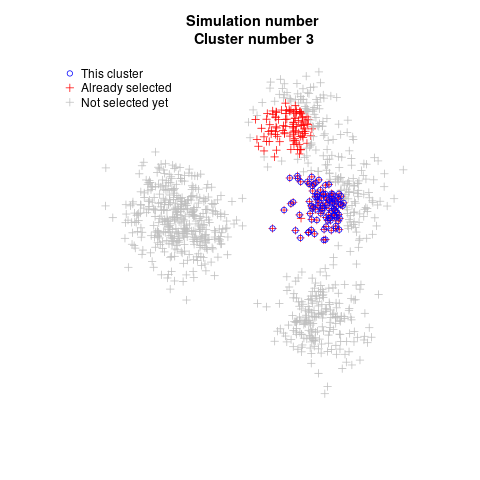 Simulation number
Cluster number 3
This cluster
Already selected
Not selected yet